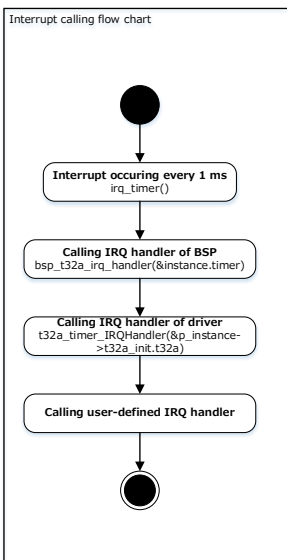 Interrupt calling flow chart
Interrupt occuring every 1 ms
irq_timer()
Calling IRQ handler of BSP
bsp_t32a_irq_handler(&instance.timer)
Calling IRQ handler of driver
t32a_timer_IRQHandler(&p_instance-
>t32a_init.t32a)
Calling user-defined IRQ handler